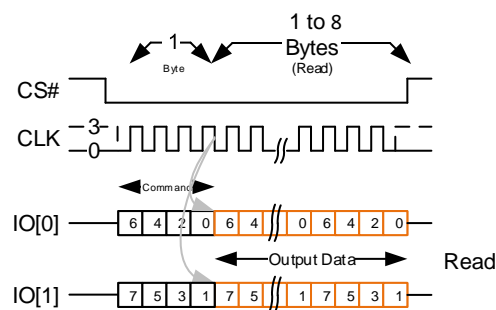 1 to 8
1
Bytes
Byte
(Read)
CS#
3
CLK
0
Command
IO[0]
6 4 2 0 6 4 0 6 4 2 0
Output Data
Read
IO[1]
7 5 3 1 7 5 1 7 5 3 1